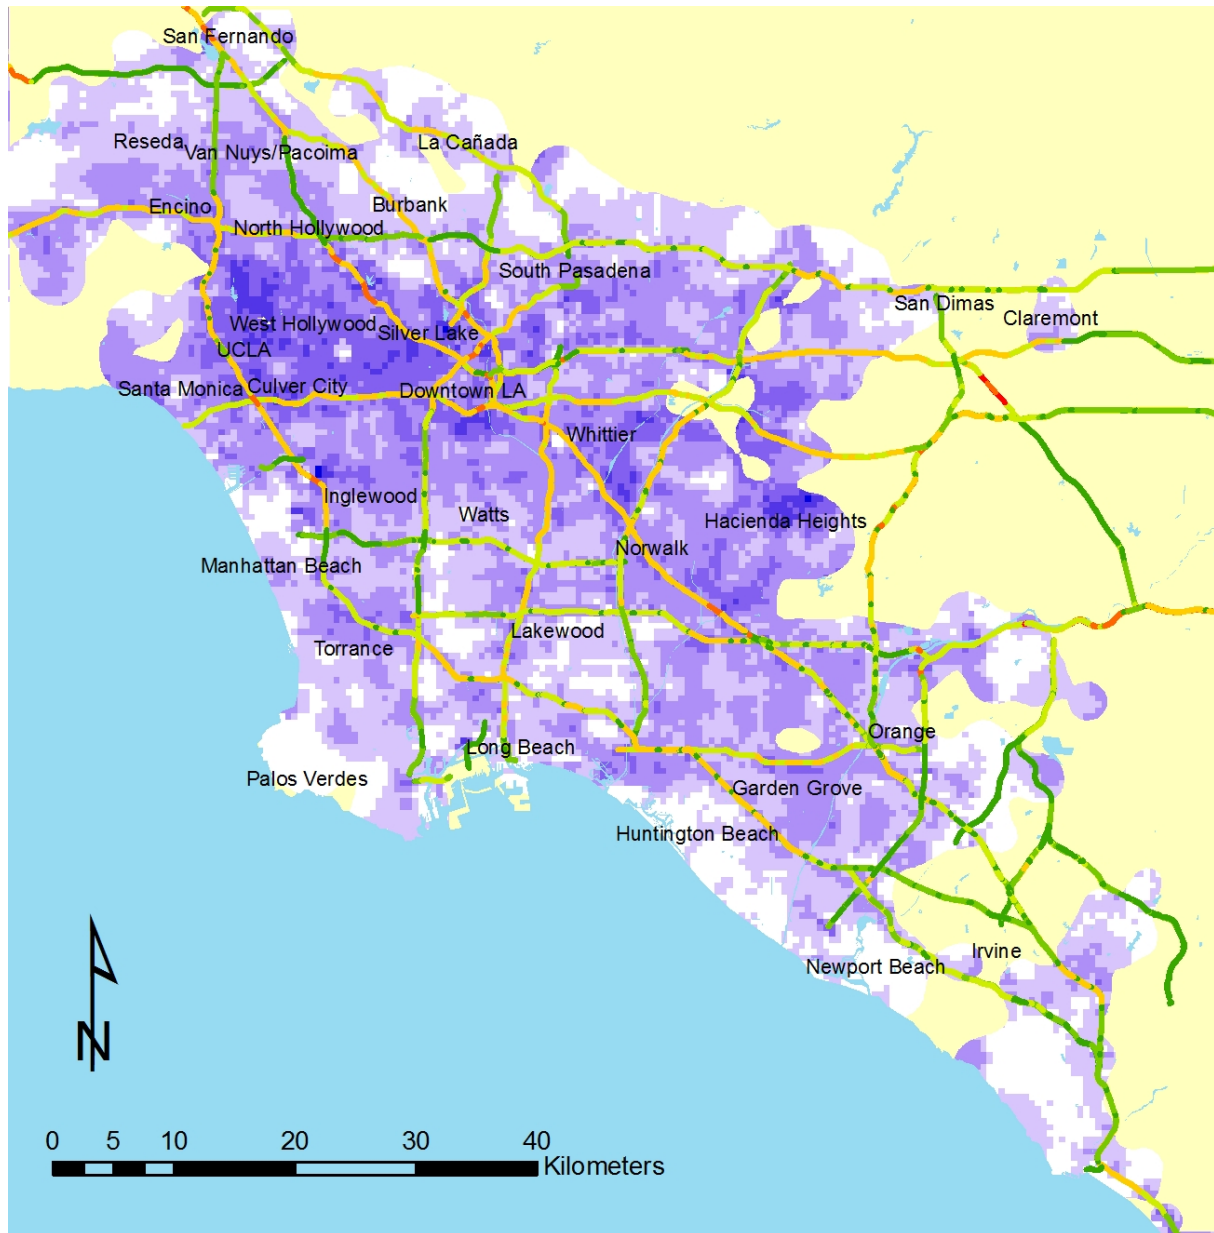 San Fernando
Reseda
Van Nuys/Pacoima
La Cañada
Encino
Burbank
North Hollywood
South Pasadena
San Dimas
Claremont
West Hollywood
Silver Lake
UCLA
Santa Monica
Culver City
Downtown LA
Whittier
Inglewood
Watts
Hacienda Heights
Norwalk
Manhattan Beach
Lakewood
Torrance
Orange
Long Beach
Palos Verdes
Garden Grove
Huntington Beach
Irvine
Newport Beach
N
0 5 10 20 30 40
Kilometers